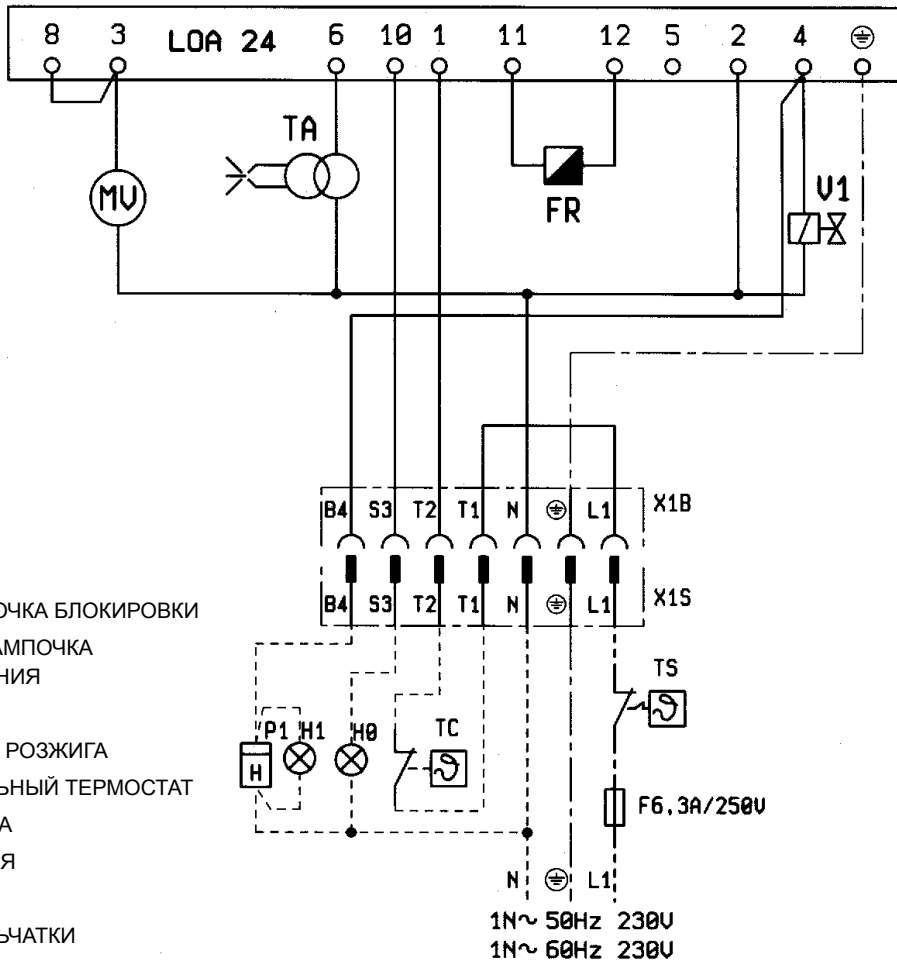 8 3 LOA 24 6 10 1 11 12 5 2 4
TA
MV
FR
V1
B4 S3 T2 T1 N L1 X1B
B4 S3 T2 T1 N L1 X1S
ОЧКА БЛОКИРОВКИ
АМПОЧКА
НИЯ
TS
P1 H1 H0 TC
H
РОЗЖИГА
ЬНЫЙ ТЕРМОСТАТ
F6,3A/250V
А
Я
N L1
1N~ 50Hz 230V
ЬЧАТКИ
1N~ 60Hz 230V